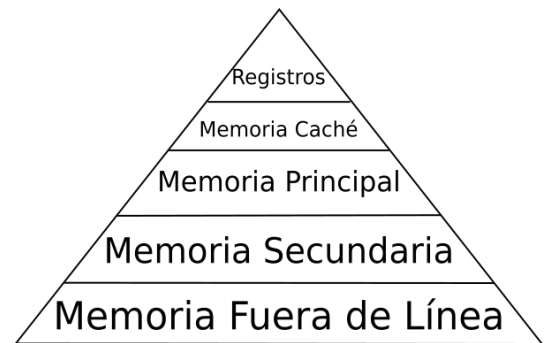 Registros
Memoria Caché
Memoria Principal
Memoria Secundaria
Memoria Fuera de Línea